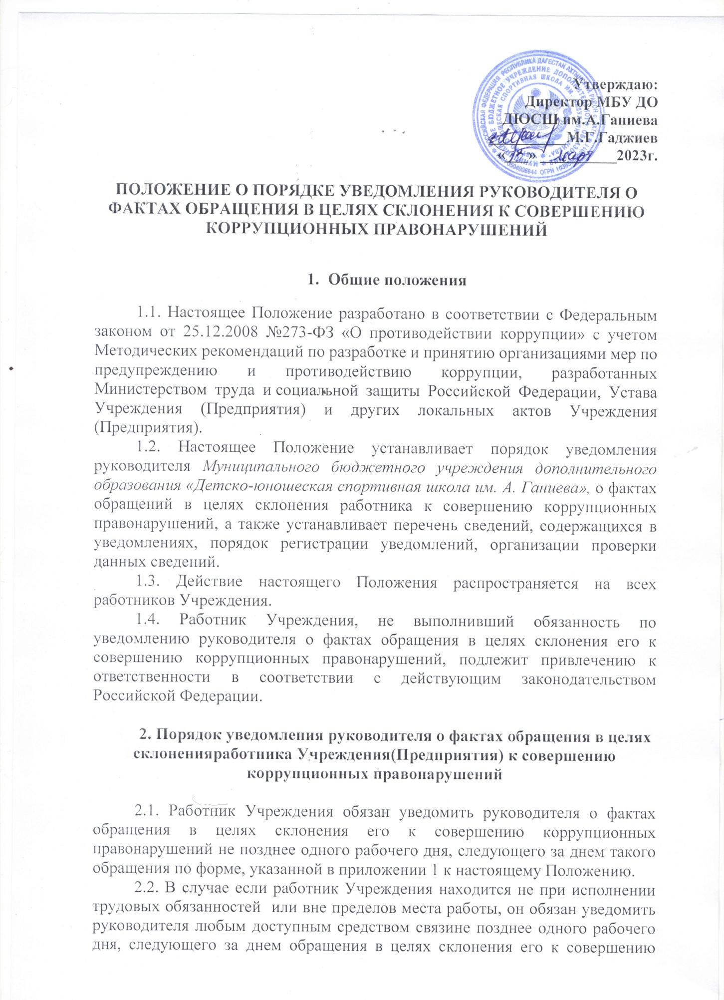 Утверждаю:
Директор МБУ ДО
ДЮСШ им.А.Ганиева
М.Г.Гаджиев
« » март 2023г.
ПОЛОЖЕНИЕ О ПОРЯДКЕ УВЕДОМЛЕНИЯ РУКОВОДИТЕЛЯ О
ФАКТАХ ОБРАЩЕНИЯ В ЦЕЛЯХ СКЛОНЕНИЯ К СОВЕРШЕНИЮ
КОРРУПЦИОННЫХ ПРАВОНАРУШЕНИЙ
1. Общие положения
1.1. Настоящее Положение разработано в соответствии с Федеральным
законом от 25.12.2008 №273-ФЗ «О противодействии коррупции» с учетом
Методических рекомендаций по разработке и принятию организациями мер по
предупреждению и противодействию коррупции, разработанных
Министерством труда и социальной защиты Российской Федерации, Устава
Учреждения (Предприятия) и других локальных актов Учреждения
(Предприятия).
1.2. Настоящее Положение устанавливает порядок уведомления
руководителя Муниципального бюджетного учреждения дополнительного
образования «Детско-юношеская спортивная школа им. А. Ганиева», о фактах
обращений в целях склонения работника к совершению коррупционных
правонарушений, а также устанавливает перечень сведений, содержащихся в
уведомлениях, порядок регистрации уведомлений, организации проверки
данных сведений.
1.3. Действие настоящего Положения распространяется на всех
работников Учреждения.
1.4. Работник Учреждения, не выполнивший обязанность по
уведомлению руководителя о фактах обращения в целях склонения его к
совершению коррупционных правонарушений, подлежит привлечению к
ответственности в соответствии с действующим законодательством
Российской Федерации.
2. Порядок уведомления руководителя о фактах обращения в целях
склоненияработника Учреждения(Предприятия) к совершению
коррупционных правонарушений
2.1. Работник Учреждения обязан уведомить руководителя о фактах
обращения в целях склонения его к совершению коррупционных
правонарушений не позднее одного рабочего дня, следующего за днем такого
обращения по форме, указанной в приложении 1 к настоящему Положению.
2.2. В случае если работник Учреждения находится не при исполнении
трудовых обязанностей или вне пределов места работы, он обязан уведомить
руководителя любым доступным средством связине позднее одного рабочего
дня, следующего за днем обращения в целях склонения его к совершению